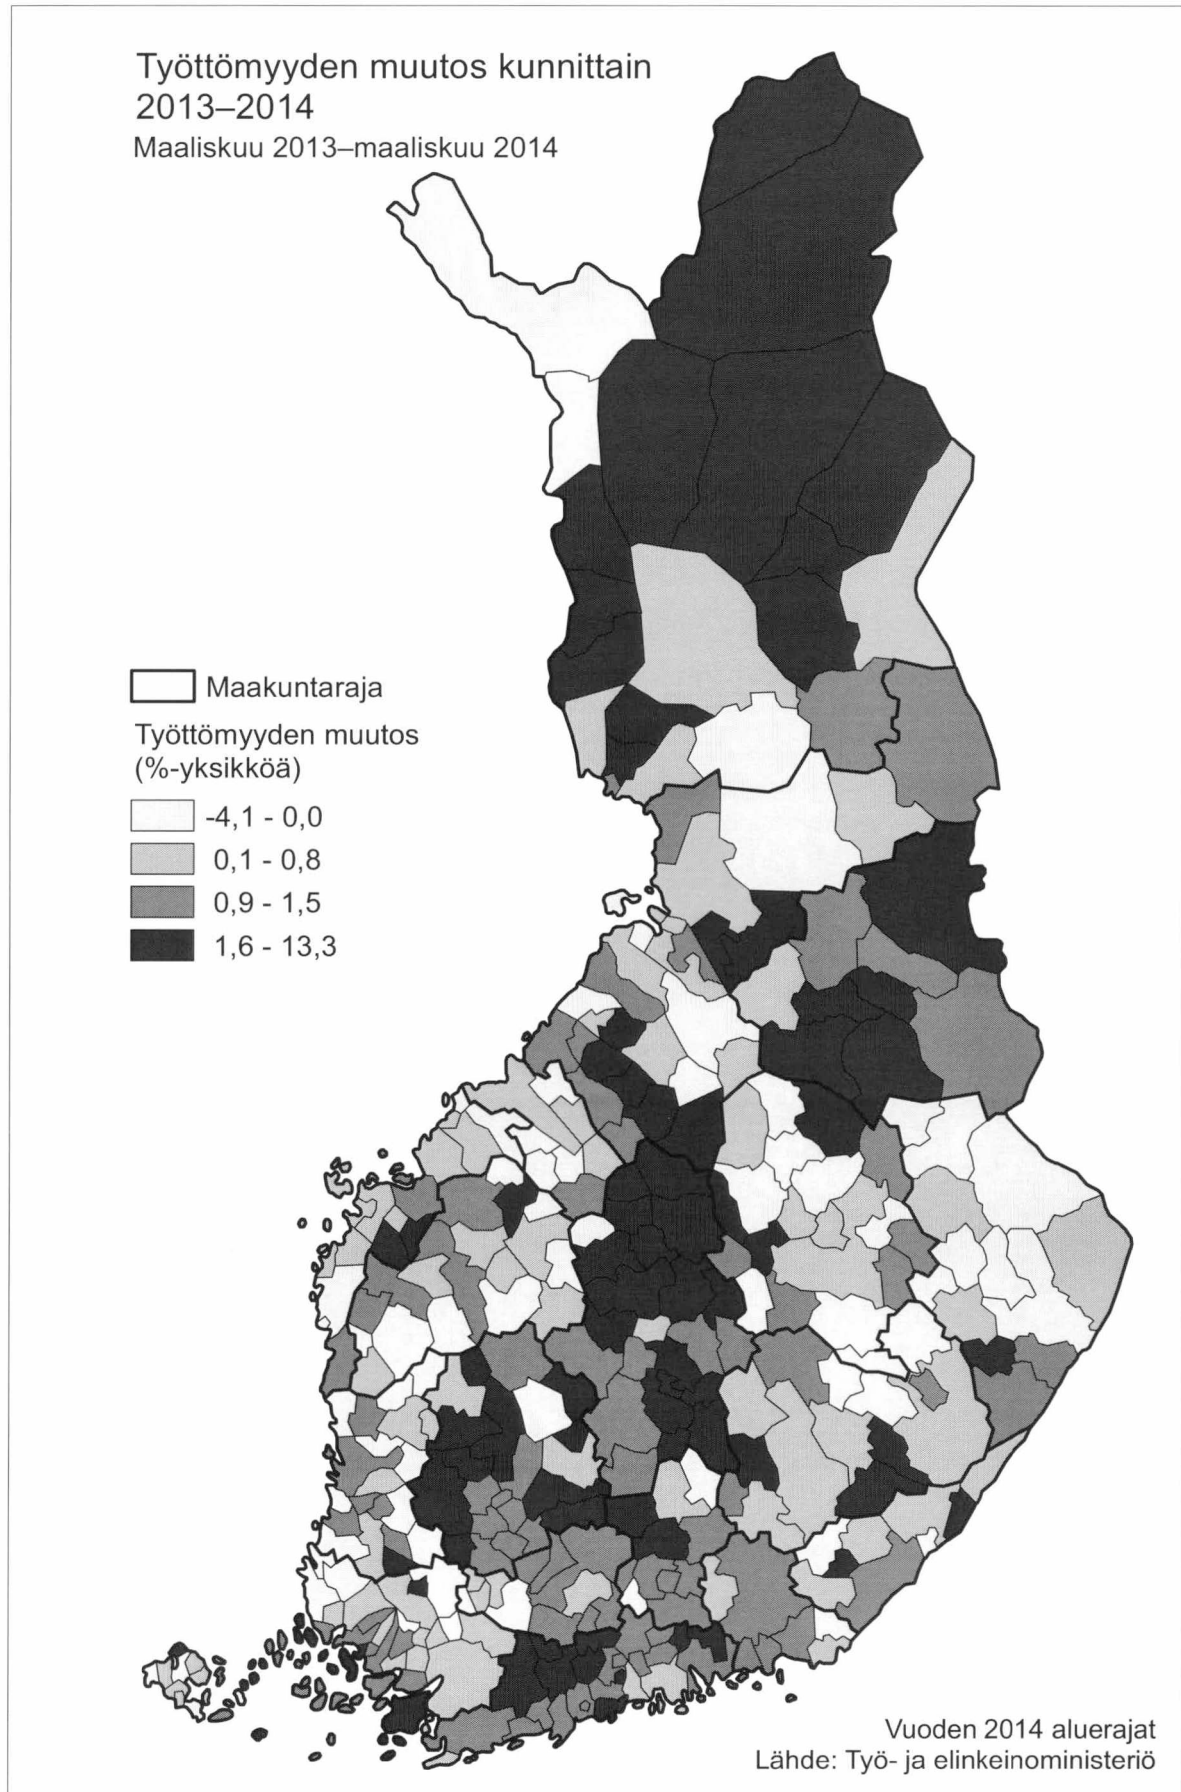 Työttömyyden muutos kunnittain
2013–2014
Maaliskuu 2013–maaliskuu 2014
Maakuntaraja
Työttömyyden muutos
(%-yksikköä)
-4,1 - 0,0
0,1 - 0,8
0,9 - 1,5
1,6 - 13,3
Vuoden 2014 aluerajat
Lähde: Työ- ja elinkeinoministeriö